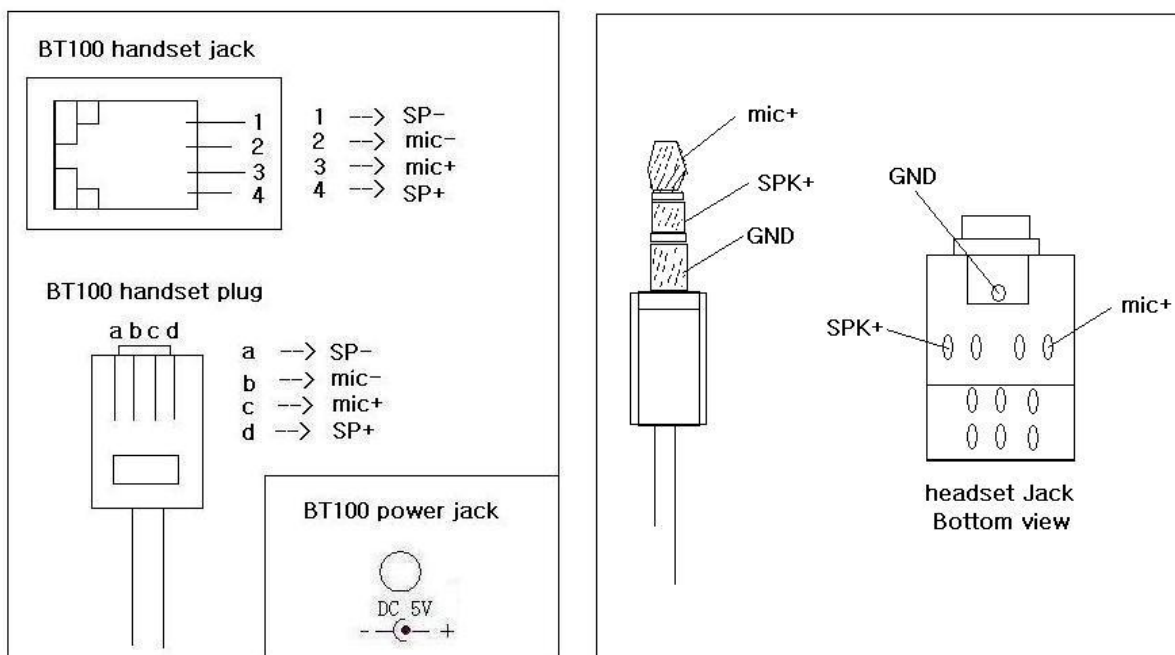 BT100 handset jack
1
2
3
4
1 --> SP-
2 --> mic-
3 --> mic+
4 --> SP+
BT100 handset plug
a b c d
a --> SP-
b --> mic-
c --> mic+
d --> SP+
BT100 power jack
DC 5V
- +
mic+
SPK+
GND
GND
SPK+
mic+
headset Jack
Bottom view